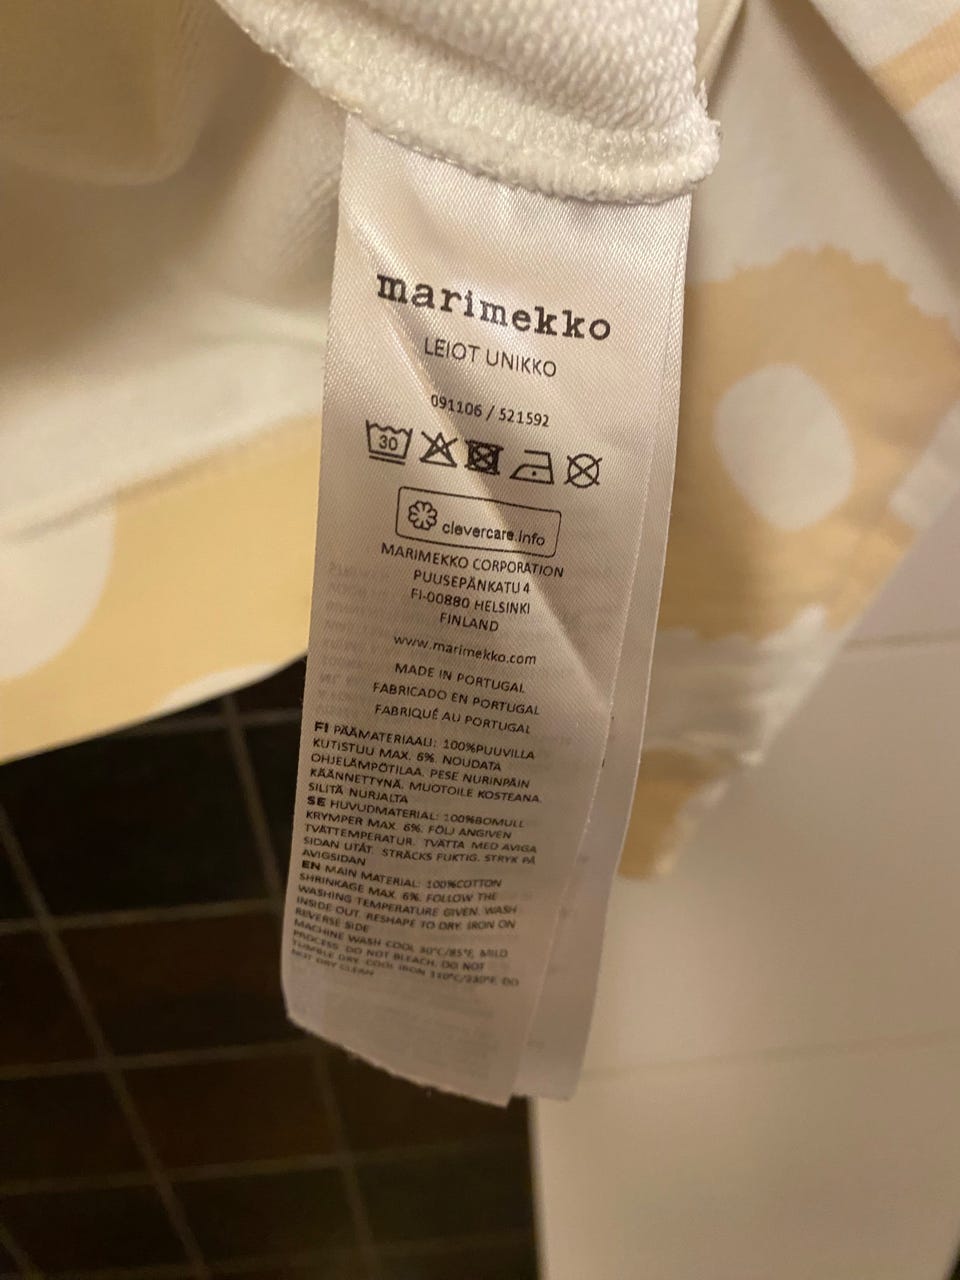 marimekko
LEIOT UNIKKO
091106 / 521592
30
clevercare.info
MARIMEKKO CORPORATION
PUUSEPÄNKATU 4
FI-00880 HELSINKI
FINLAND
www.marimekko.com
MADE IN PORTUGAL
FABRICADO EN PORTUGAL
FABRIQUÉ AU PORTUGAL
FI PÄÄMATERIAALI: 100%PUUVILLA
KUTISTUU MAX. 6%. NOUDATA
OHJELÄMPÖTILAA. PESE NURINPÄIN
KÄÄNNETTYNÄ. MUOTOILE KOSTEANA.
SILITÄ NURJALTA
SE HUVUDMATERIAL: 100%BOMULL
KRYMPER MAX. 6%. FÖLJ ANGIVEN
TVÄTTEMPERATUR. TVÄTTA MED AVIGA
SIDAN UTÅT. STRÄCKS FUKTIG. STRYK PÅ
AVIGSIDAN
EN MAIN MATERIAL: 100%COTTON
SHRINKAGE MAX. 6%. FOLLOW THE
WASHING TEMPERATURE GIVEN. WASH
INSIDE OUT. RESHAPE TO DRY. IRON ON
REVERSE SIDE
MACHINE WASH COOL 30°C/85°F, MILD
PROCESS. DO NOT BLEACH. DO NOT
TUMBLE DRY. COOL IRON 110°C/230°F. DO
NOT DRY CLEAN